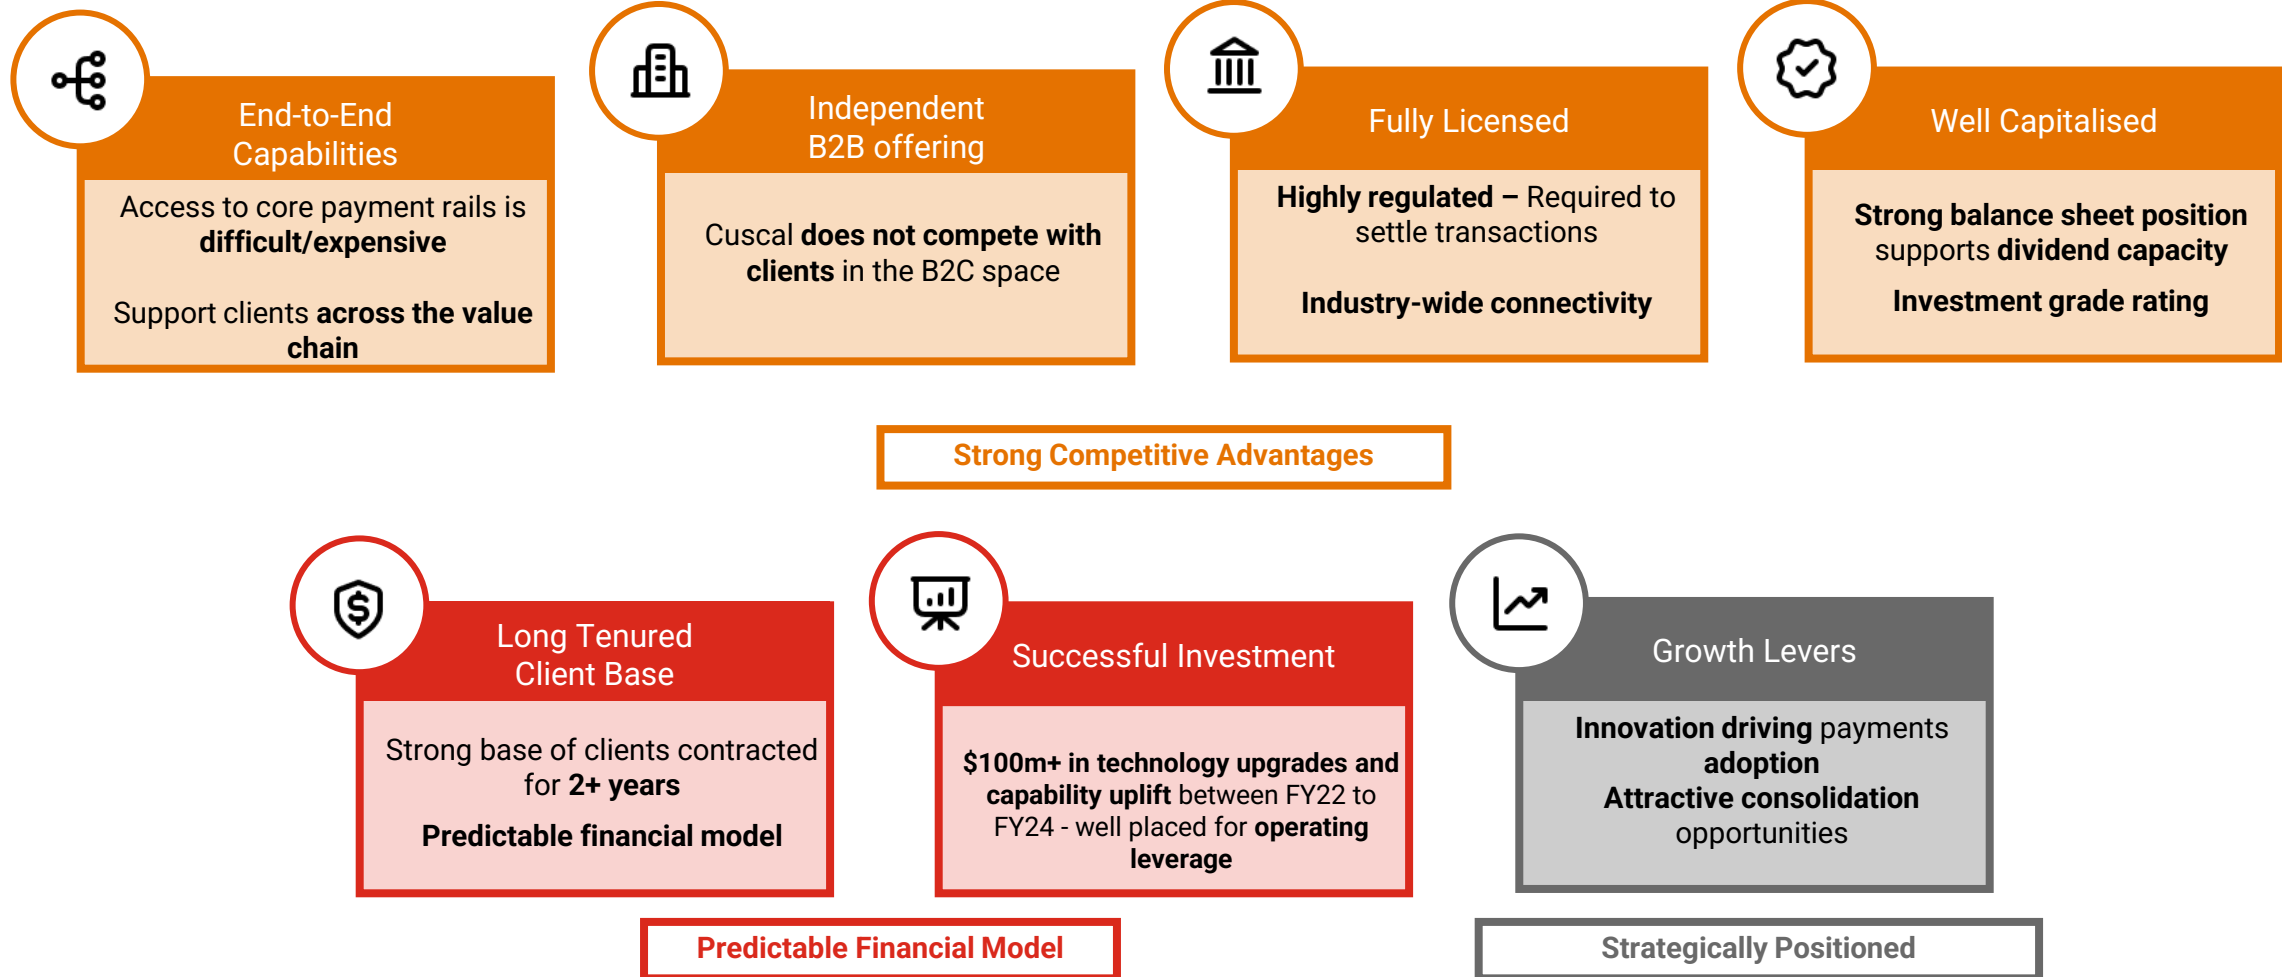 End-to-End
Capabilities
Access to core payment rails is
difficult/expensive
Support clients across the value
chain
Independent
B2B offering
Cuscal does not compete with
clients in the B2C space
Fully Licensed
Highly regulated – Required to
settle transactions
Industry-wide connectivity
Well Capitalised
Strong balance sheet position
supports dividend capacity
Investment grade rating
Strong Competitive Advantages
Long Tenured
Client Base
Strong base of clients contracted
for 2+ years
Predictable financial model
Successful Investment
$100m+ in technology upgrades and
capability uplift between FY22 to
FY24 - well placed for operating
leverage
Growth Levers
Innovation driving payments
adoption
Attractive consolidation
opportunities
Predictable Financial Model
Strategically Positioned